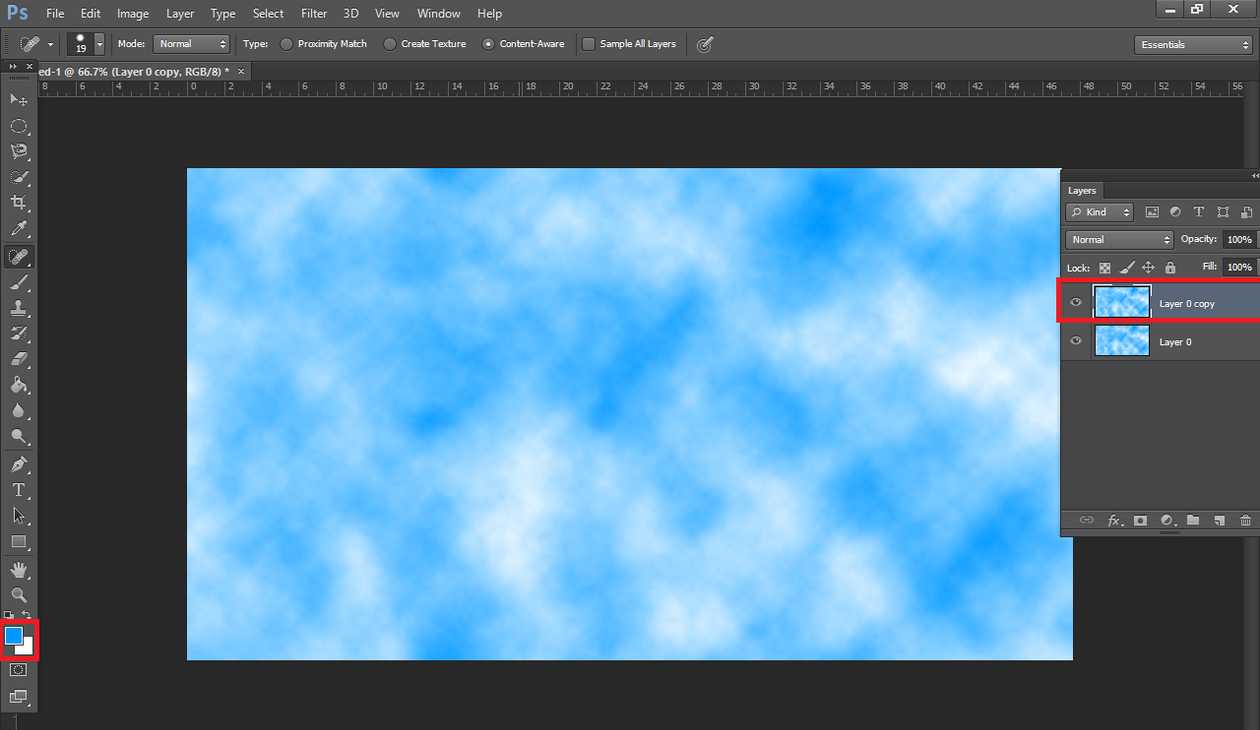 Ps File Edit Image Layer Type Select Filter 3D View Window Help
19 Mode: Normal Type: Proximity Match Create Texture Content-Aware Sample All Layers Essentials
ed-1 @ 66.7% (Layer 0 copy, RGB/8) * ×
8 6 4 2 0 2 4 6 8 10 12 14 16 18 20 22 24 26 28 30 32 34 36 38 40 42 44 46 48 50 52 54 56
Layers
Kind T
Normal Opacity: 100%
Lock: Fill: 100%
Layer 0 copy
Layer 0
fx
T